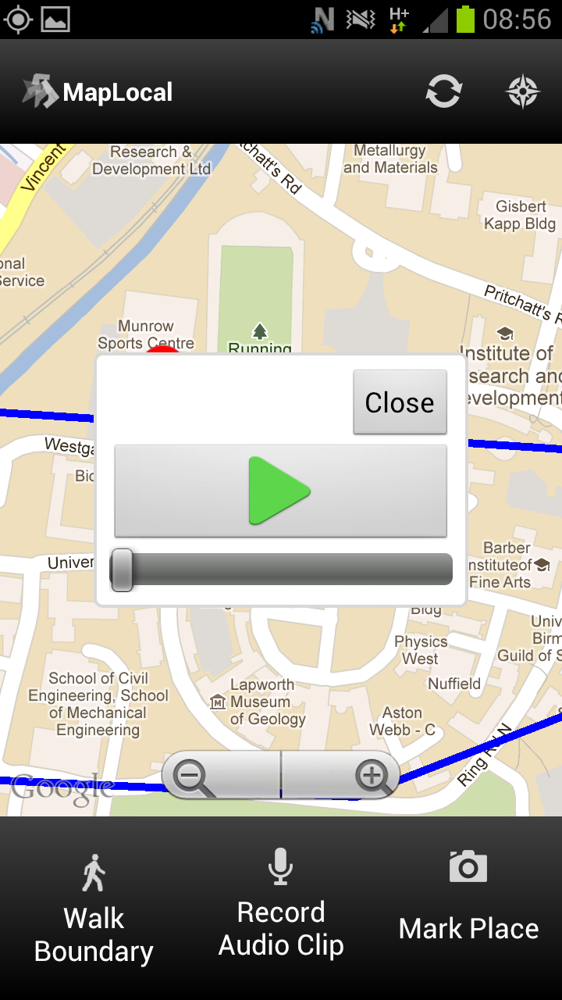 H+
08:56
MapLocal
Vincent
Research &
Development Ltd
Metallurgy
and Materials
tchatt's Rd
Gisbert
Kapp Bldg
onal
Service
Pritchatt's R
Munrow
Sports Centre
Running
Institute of
search and
evelopment
Close
Westga
Bio
Univer
Barber
nstituteof
Fine Arts
Bldg
Univ
Birm
Guild of S
Physics
West
Nuffield
School of Civil
Engineering, School
of Mechanical
Engineering
Lapworth
Museum
of Geology
Aston
Webb - C
Ring Rd N
Google
Walk
Boundary
Record
Audio Clip
Mark Place